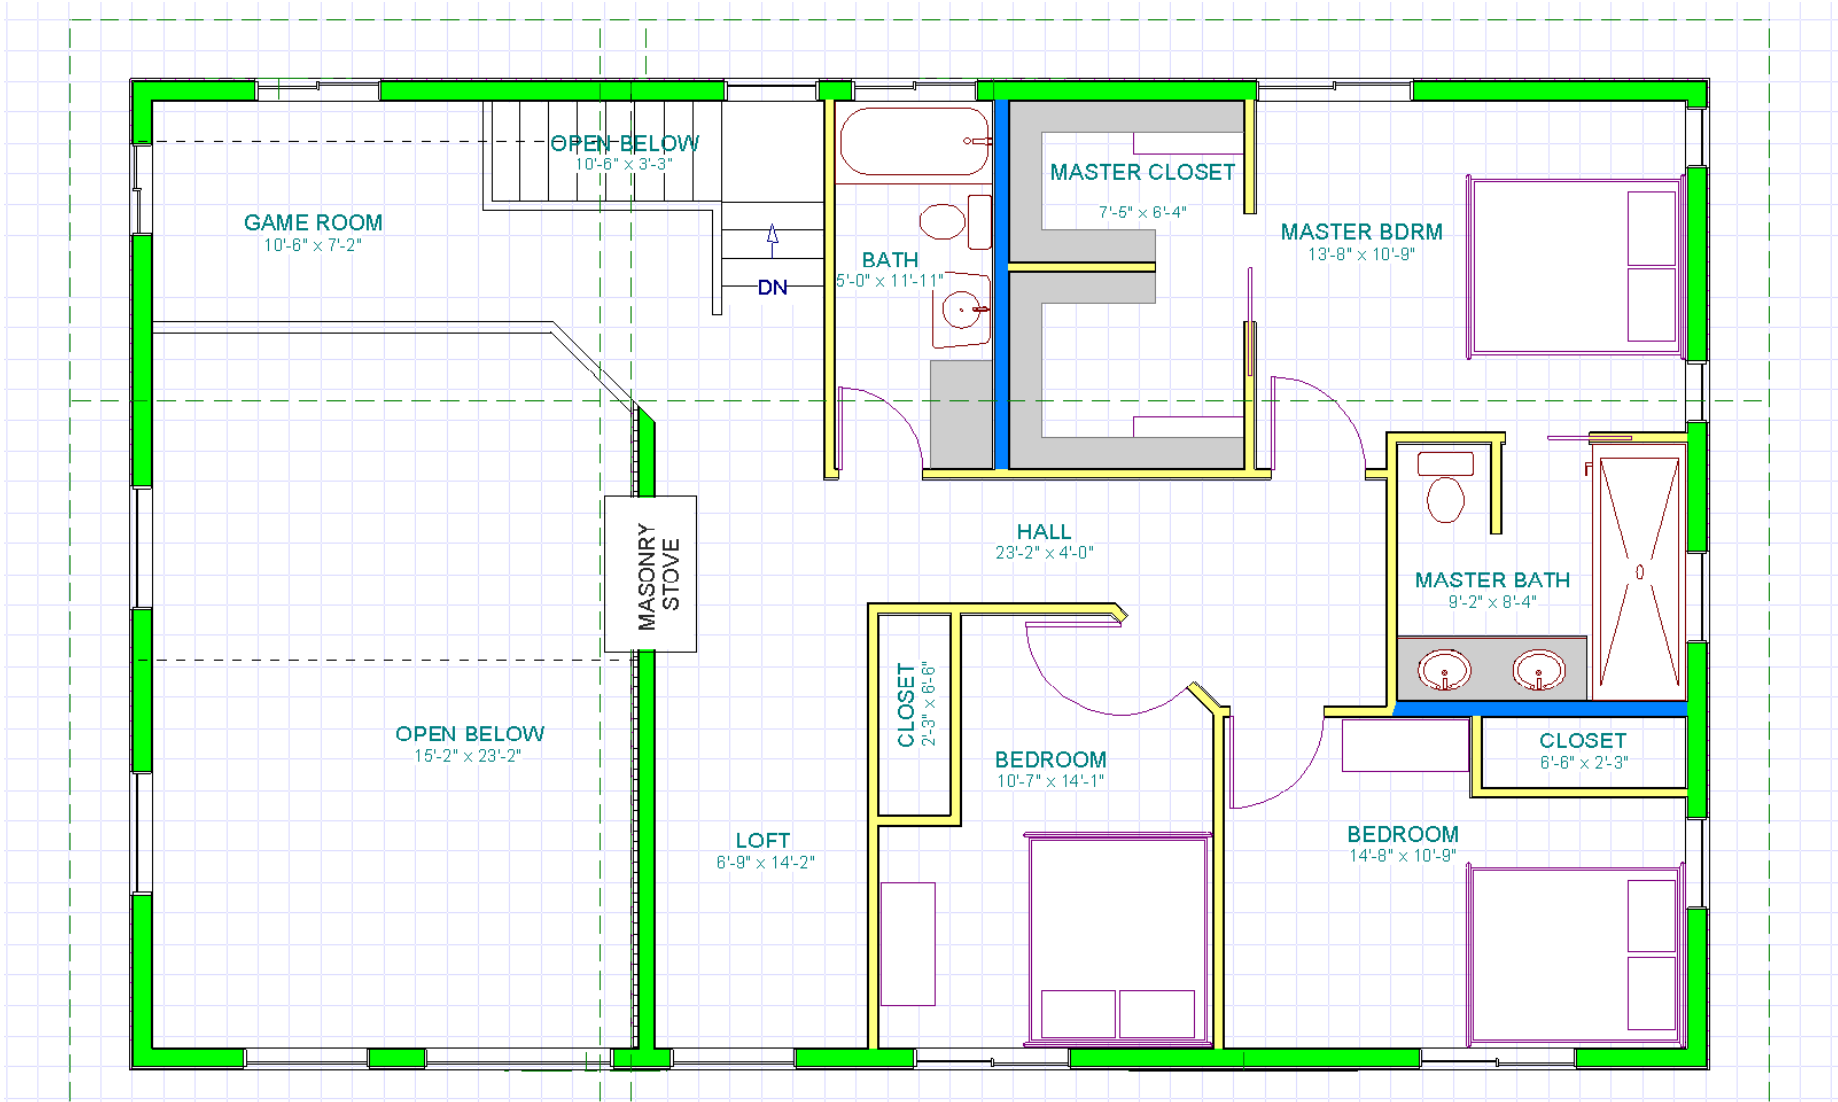 OPEN BELOW
10'-6" x 3'-3"
MASTER CLOSET
7'-5" x 6'-4"
GAME ROOM
10'-6" x 7'-2"
MASTER BDRM
13'-8" x 10'-9"
BATH
5'-0" x 11'-11"
DN
HALL
23'-2" x 4'-0"
MASONRY
STOVE
MASTER BATH
9'-2" x 8'-4"
CLOSET
2'-3" x 6'-6"
OPEN BELOW
15'-2" x 23'-2"
BEDROOM
10'-7" x 14'-1"
CLOSET
6'-6" x 2'-3"
LOFT
6'-9" x 14'-2"
BEDROOM
14'-8" x 10'-9"